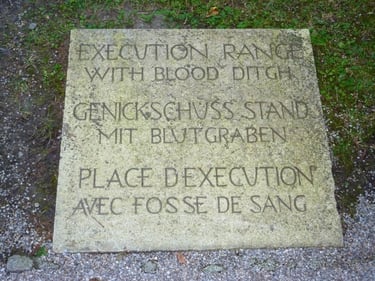 EXECUTION RANGE
WITH BLOOD DITCH
GENICKSCHUSS STAND
MIT BLUTGRABEN
PLACE D'EXECUTION
AVEC FOSSE DE SANG